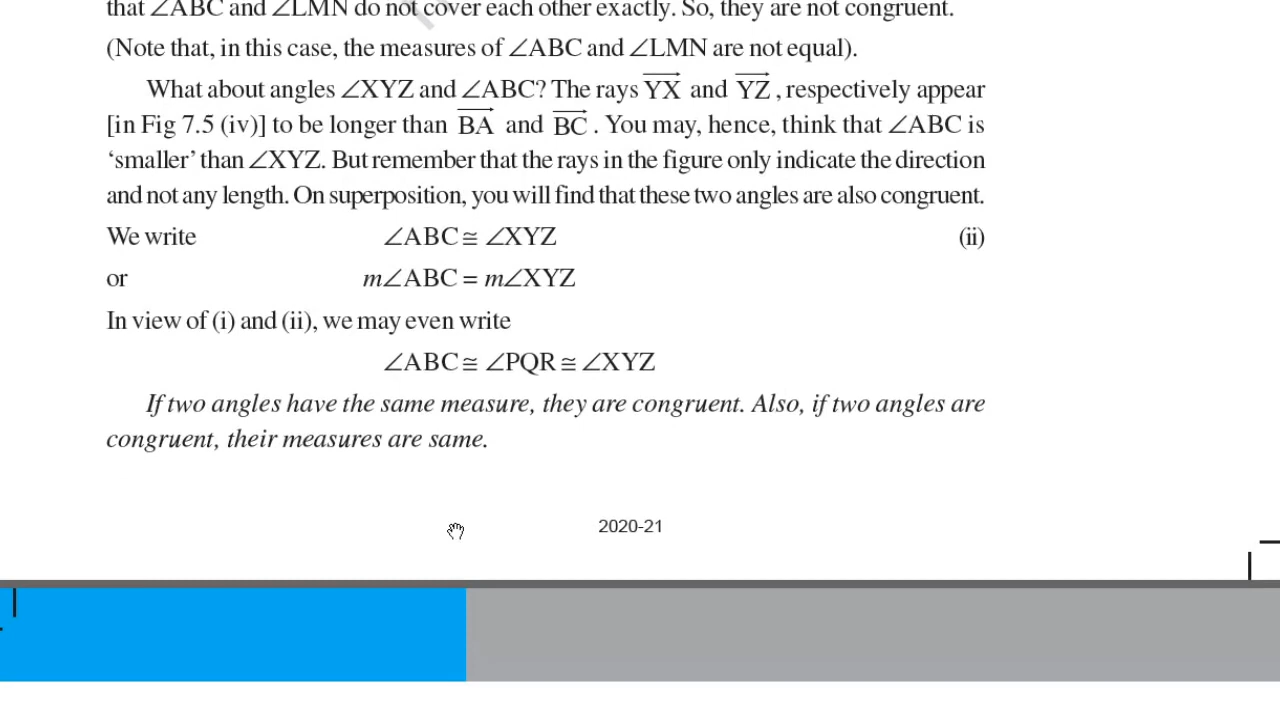 that ∠ABC and ∠LMN do not cover each other exactly. So, they are not congruent.
(Note that, in this case, the measures of ∠ABC and ∠LMN are not equal).
What about angles ∠XYZ and ∠ABC? The rays YX and YZ, respectively appear
[in Fig 7.5 (iv)] to be longer than BA and BC. You may, hence, think that ∠ABC is
‘smaller’ than ∠XYZ. But remember that the rays in the figure only indicate the direction
and not any length. On superposition, you will find that these two angles are also congruent.
We write ∠ABC ≅ ∠XYZ (ii)
or m∠ABC = m∠XYZ
In view of (i) and (ii), we may even write
∠ABC ≅ ∠PQR ≅ ∠XYZ
If two angles have the same measure, they are congruent. Also, if two angles are
congruent, their measures are same.
2020-21